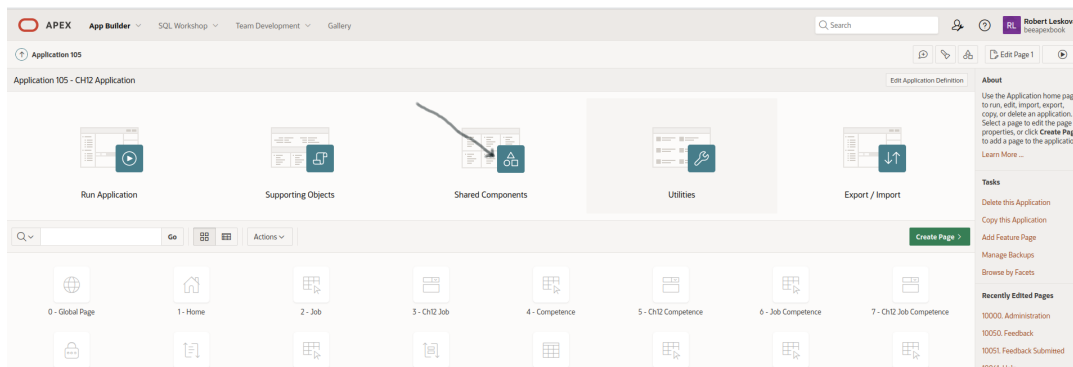 APEX App Builder SQL Workshop Team Development Gallery Search RL Robert Leskov
beeapexbook
Application 105 Edit Page 1
Application 105 - CH12 Application Edit Application Definition
Run Application Supporting Objects Shared Components Utilities Export / Import
Go Actions Create Page >
0 - Global Page 1 - Home 2 - Job 3 - Ch12 Job 4 - Competence 5 - Ch12 Competence 6 - Job Competence 7 - Ch12 Job Competence
About
Use the Application home pag
to run, edit, import, export,
copy, or delete an application.
Select a page to edit the page
properties, or click Create Pag
to add a page to the applicatio
Learn More ...
Tasks
Delete this Application
Copy this Application
Add Feature Page
Manage Backups
Browse by Facets
Recently Edited Pages
10000. Administration
10050. Feedback
10051. Feedback Submitted